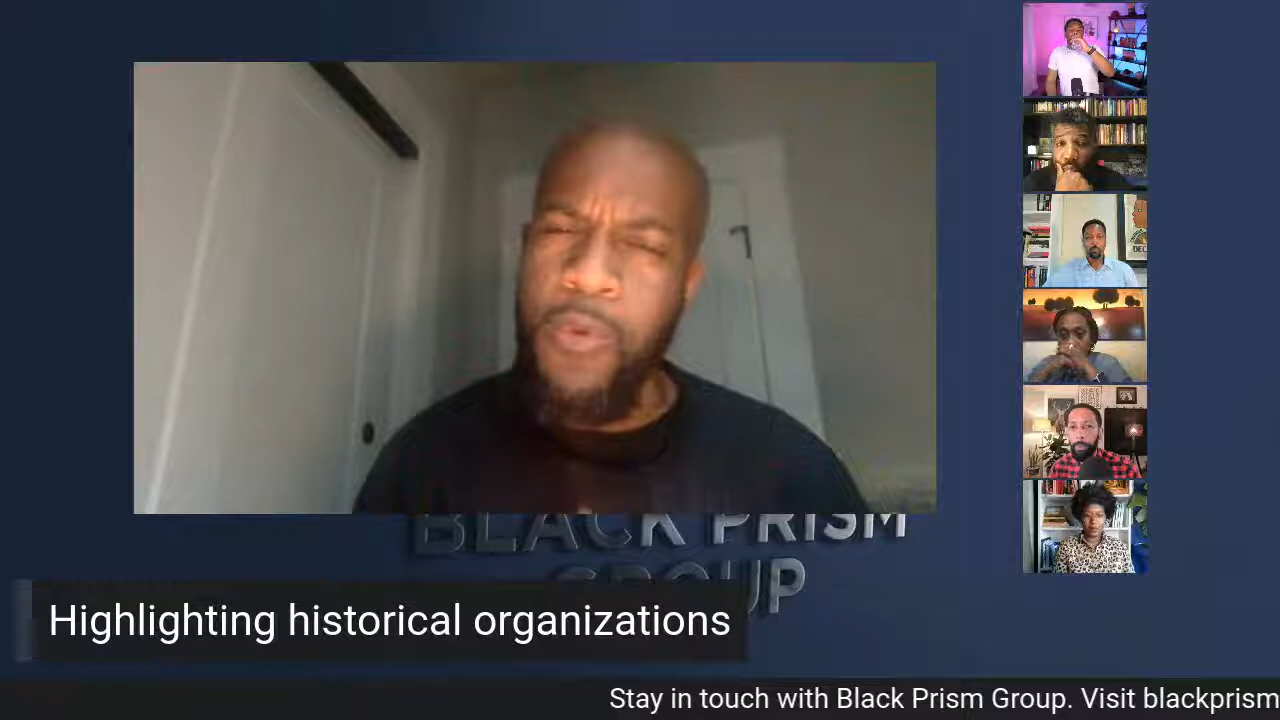 BLACK PRISM
GROUP
Highlighting historical organizations
Stay in touch with Black Prism Group. Visit blackprism